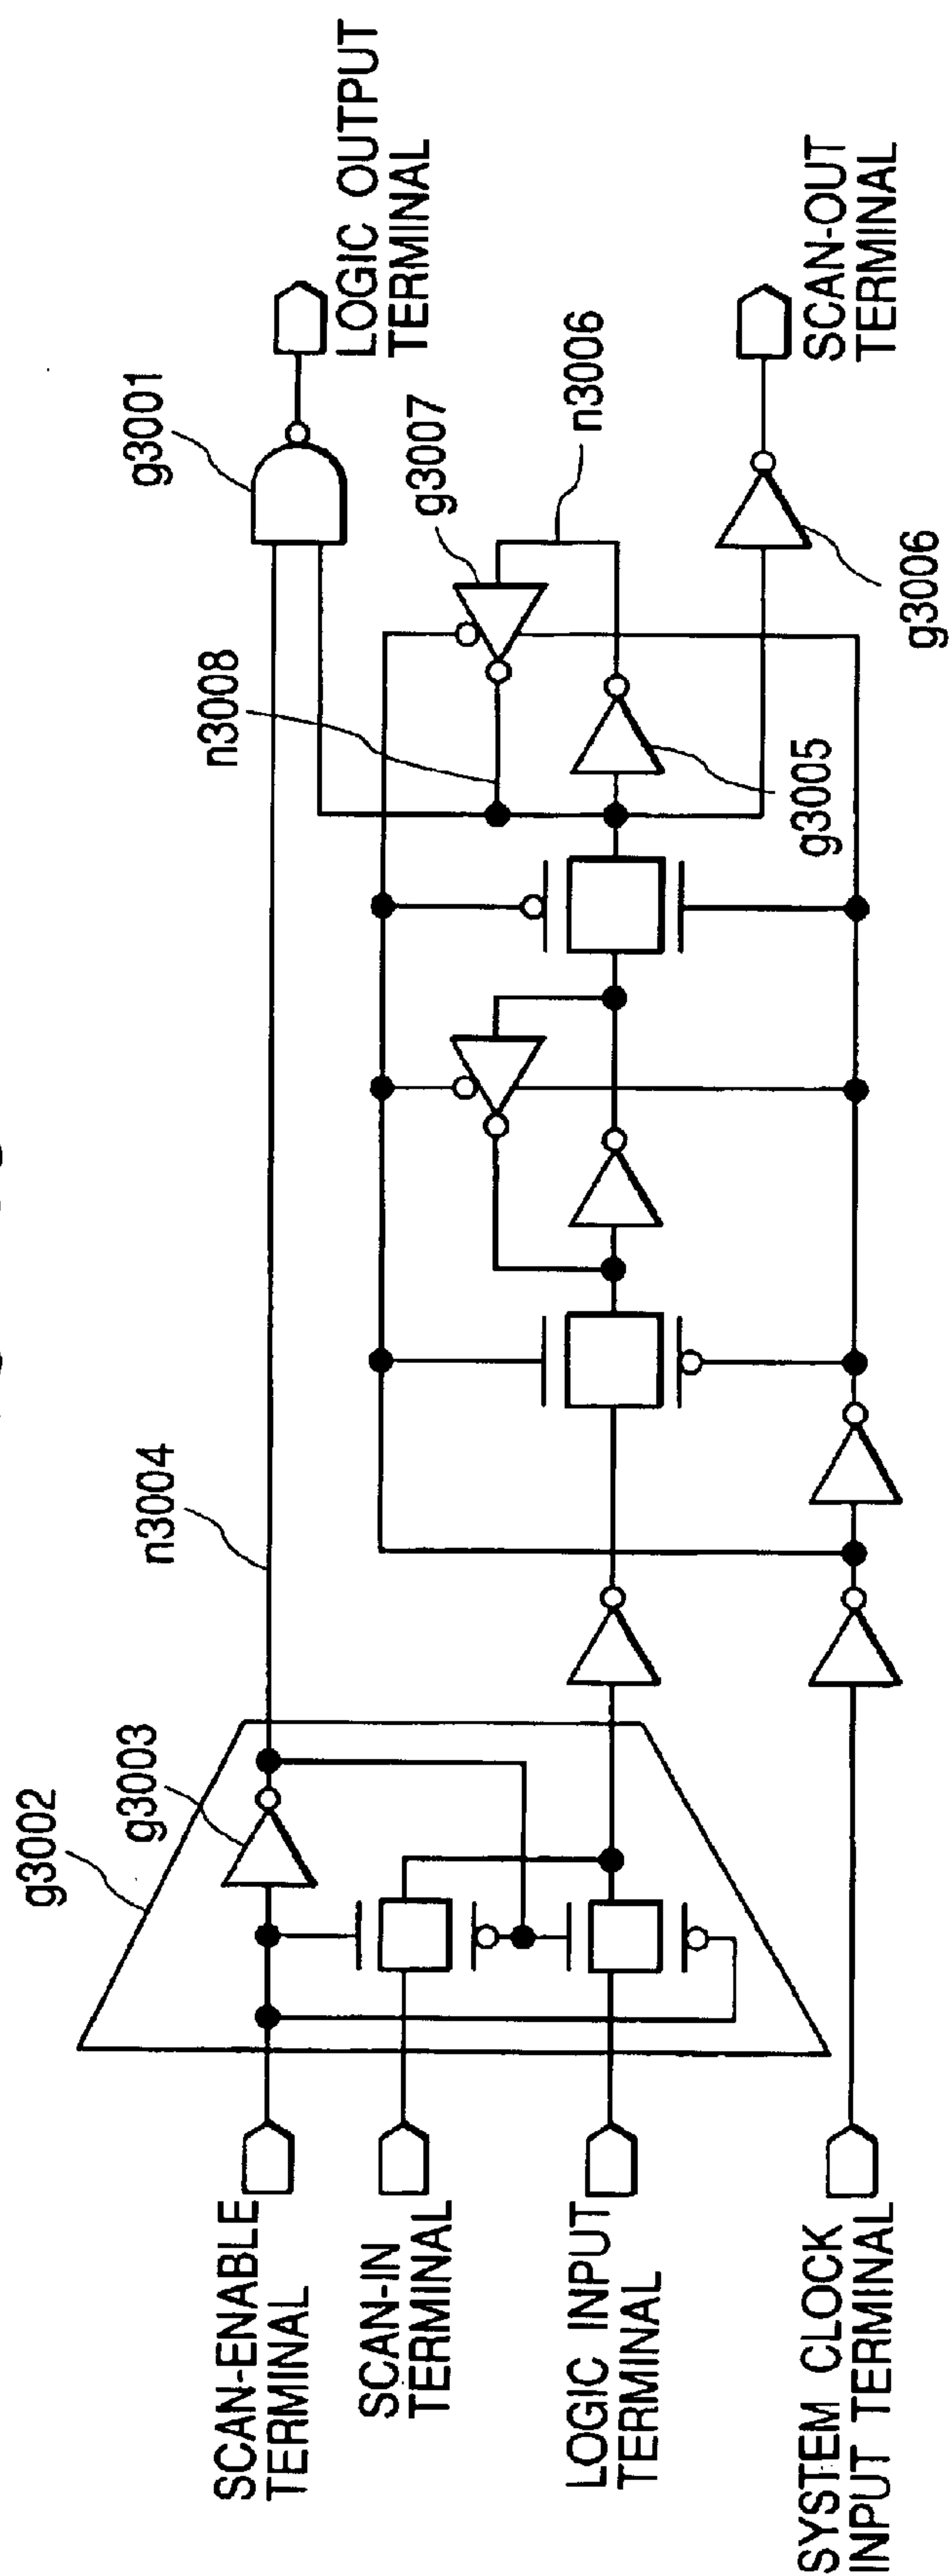 SCAN-ENABLE
TERMINAL
SCAN-IN
TERMINAL
LOGIC INPUT
TERMINAL
SYSTEM CLOCK
INPUT TERMINAL
g3002
g3003
n3004
n3008
g3001
g3007
n3006
g3005
g3006
LOGIC OUTPUT
TERMINAL
SCAN-OUT
TERMINAL